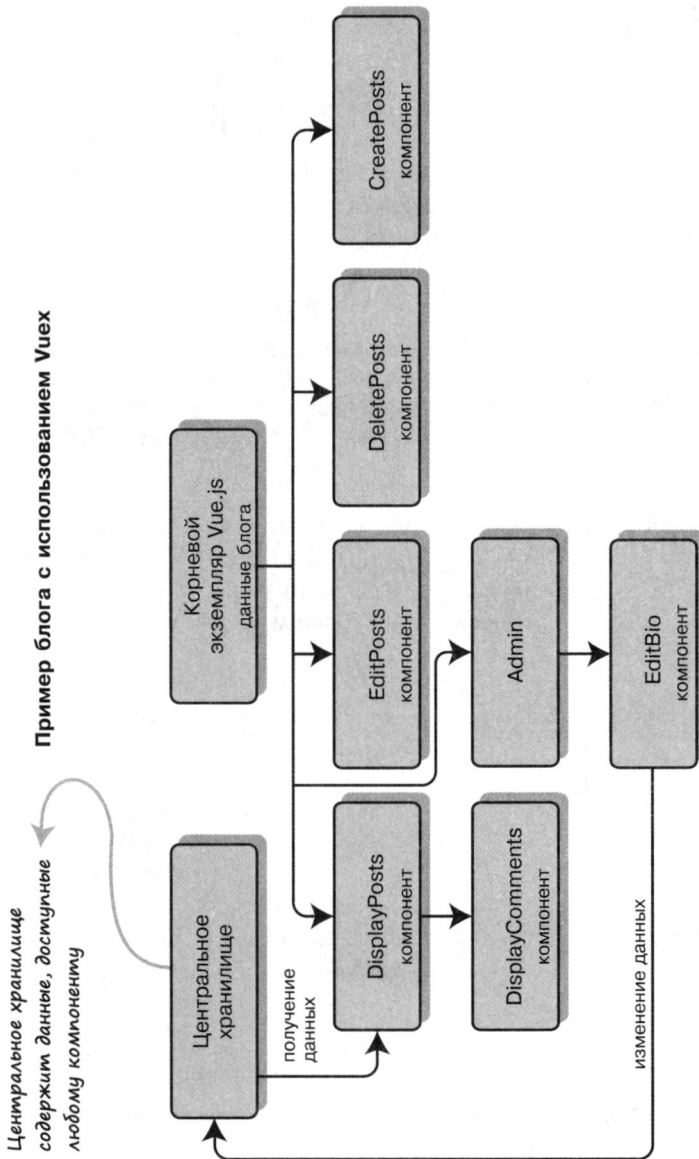 Центральное хранилище
содержит данные, доступные
любому компоненту
Пример блога с использованием Vuex
Центральное
хранилище
Корневой
экземпляр Vue.js
данные блога
получение
данных
DisplayPosts
компонент
EditPosts
компонент
DeletePosts
компонент
CreatePosts
компонент
DisplayComments
компонент
Admin
изменение данных
EditBio
компонент